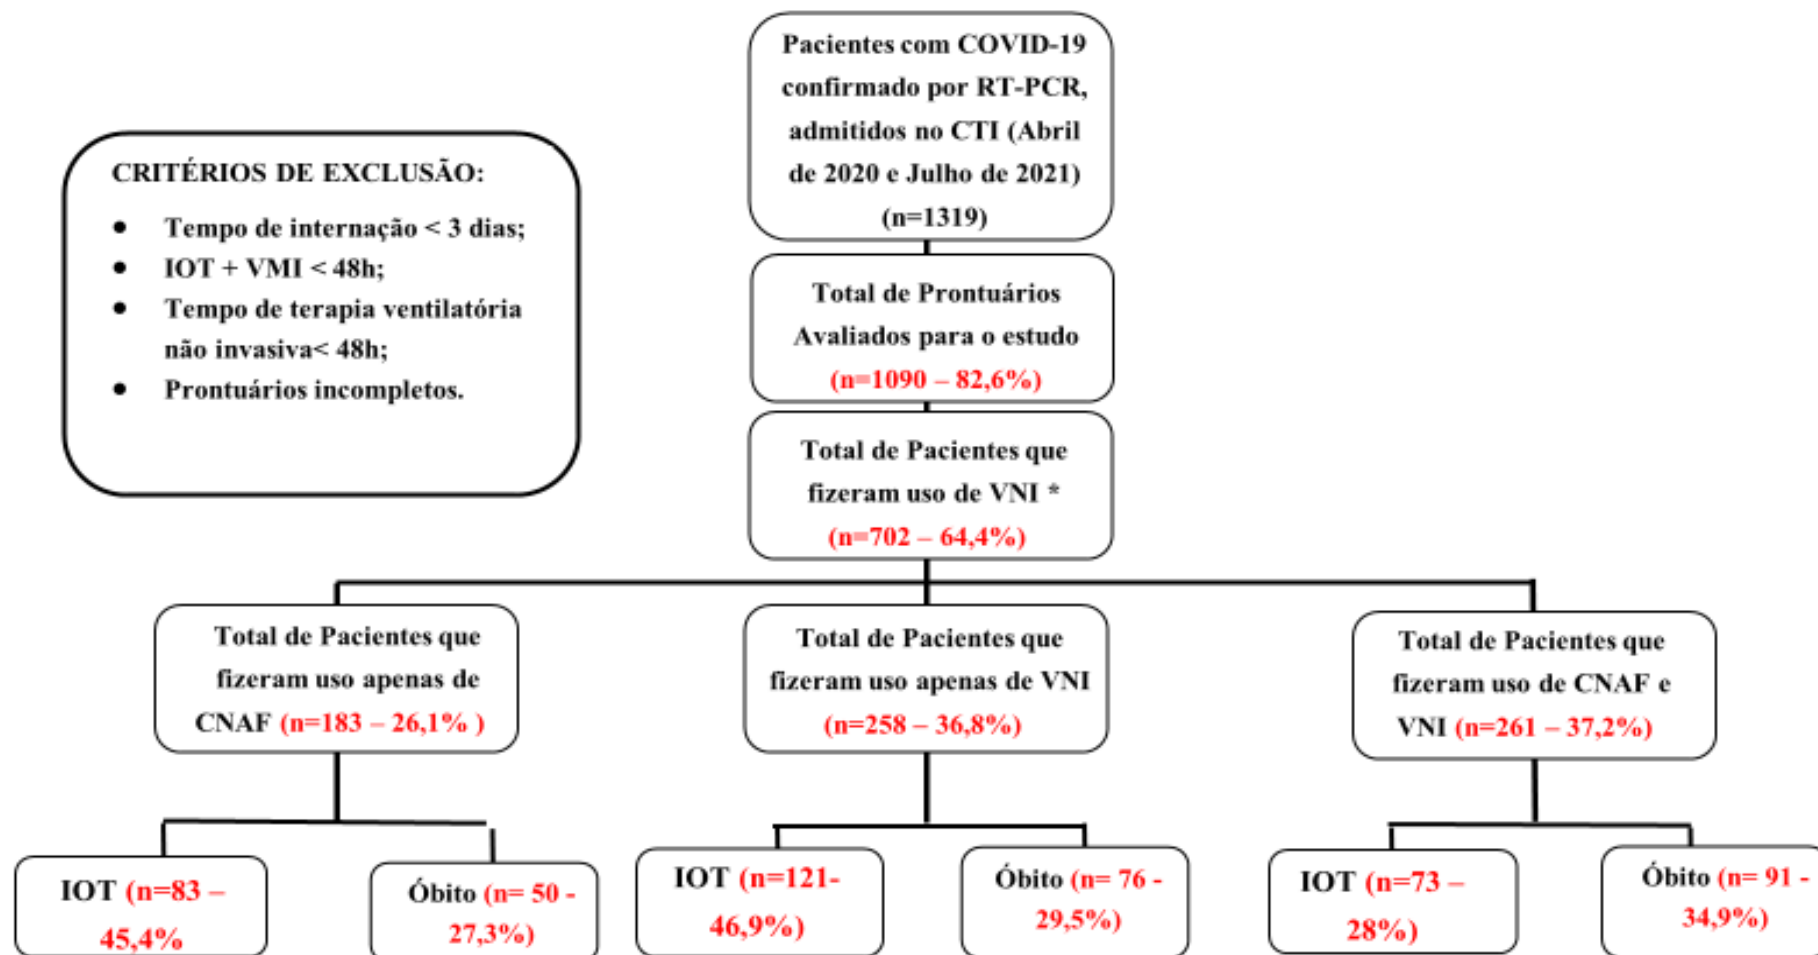 Pacientes com COVID-19
confirmado por RT-PCR,
admitidos no CTI (Abril
de 2020 e Julho de 2021)
(n=1319)
CRITÉRIOS DE EXCLUSÃO:
● Tempo de internação < 3 dias;
● IOT + VMI < 48h;
● Tempo de terapia ventilatória
não invasiva< 48h;
● Prontuários incompletos.
Total de Prontuários
Avaliados para o estudo
(n=1090 – 82,6%)
Total de Pacientes que
fizeram uso de VNI *
(n=702 – 64,4%)
Total de Pacientes que
fizeram uso apenas de
CNAF (n=183 – 26,1% )
Total de Pacientes que
fizeram uso apenas de VNI
(n=258 – 36,8%)
Total de Pacientes que
fizeram uso de CNAF e
VNI (n=261 – 37,2%)
IOT (n=83 –
45,4%
Óbito (n= 50 -
27,3%)
IOT (n=121-
46,9%)
Óbito (n= 76 -
29,5%)
IOT (n=73 –
28%)
Óbito (n= 91 -
34,9%)